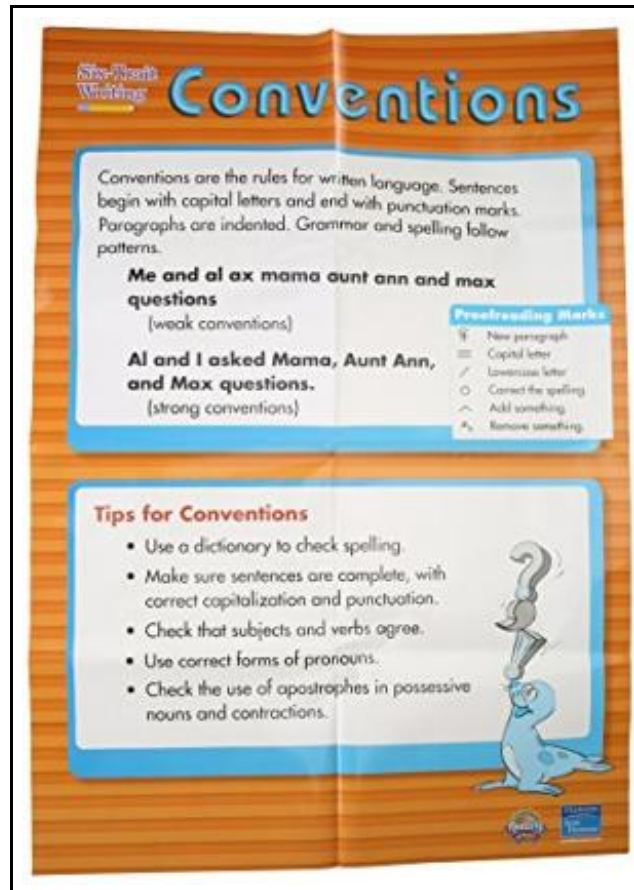 Six-Trait
Writing
Conventions
Conventions are the rules for written language. Sentences
begin with capital letters and end with punctuation marks.
Paragraphs are indented. Grammar and spelling follow
patterns.
Me and al ax mama aunt ann and max
questions
(weak conventions)
Al and I asked Mama, Aunt Ann,
and Max questions.
(strong conventions)
Proofreading Marks
New paragraph
Capital letter
Lowercase letter
Correct the spelling.
Add something.
Remove something.
Tips for Conventions
• Use a dictionary to check spelling.
• Make sure sentences are complete, with
correct capitalization and punctuation.
• Check that subjects and verbs agree.
• Use correct forms of pronouns.
• Check the use of apostrophes in possessive
nouns and contractions.